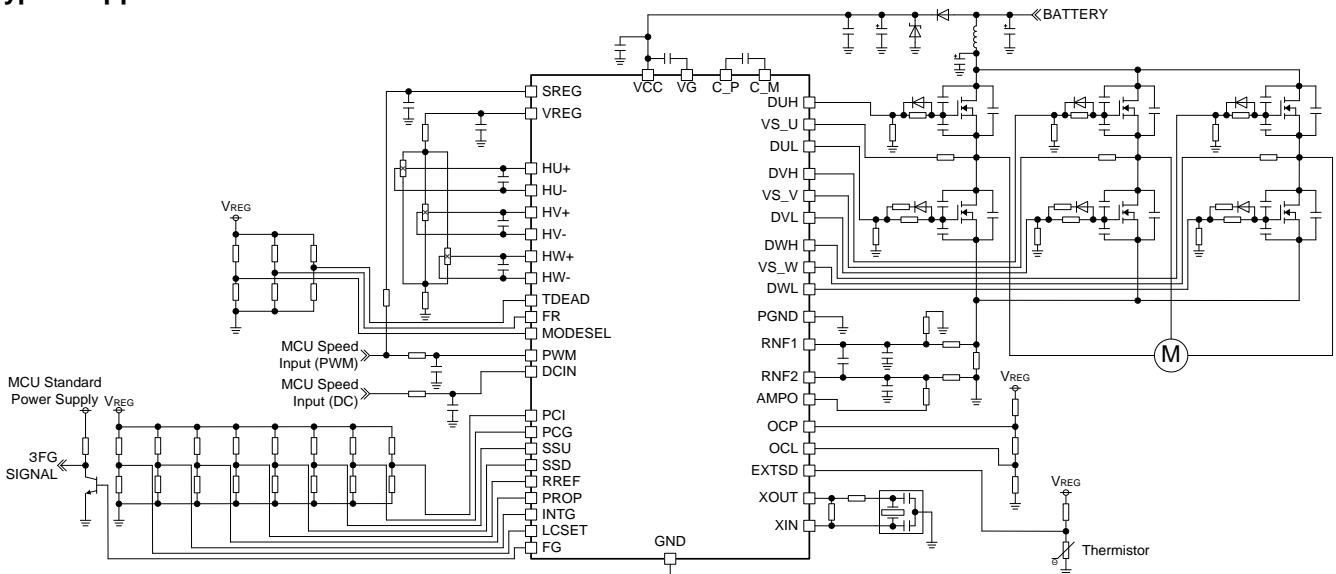 BATTERY
VCC VG C_P C_M
SREG
VREG
HU+
HU-
HV+
HV-
HW+
HW-
TDEAD
FR
MODESEL
PWM
DCIN
PCI
PCG
SSU
SSD
RREF
PROP
INTG
LCSET
FG
GND
DUH
VS_U
DUL
DVH
VS_V
DVL
DWH
VS_W
DWL
PGND
RNF1
RNF2
AMPO
OCP
OCL
EXTSD
XOUT
XIN
VREG
MCU Speed
Input (PWM)
MCU Speed
Input (DC)
MCU Standard
Power Supply
VREG
3FG
SIGNAL
M
VREG
VREG
Thermistor